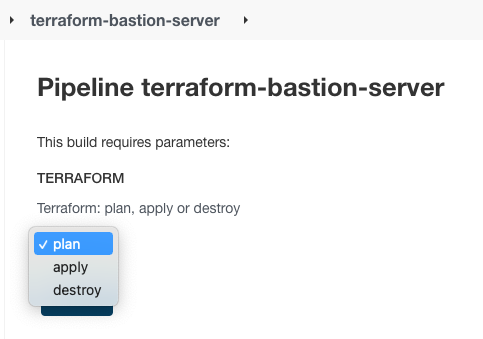 terraform-bastion-server
Pipeline terraform-bastion-server
This build requires parameters:
TERRAFORM
Terraform: plan, apply or destroy
✓ plan
apply
destroy